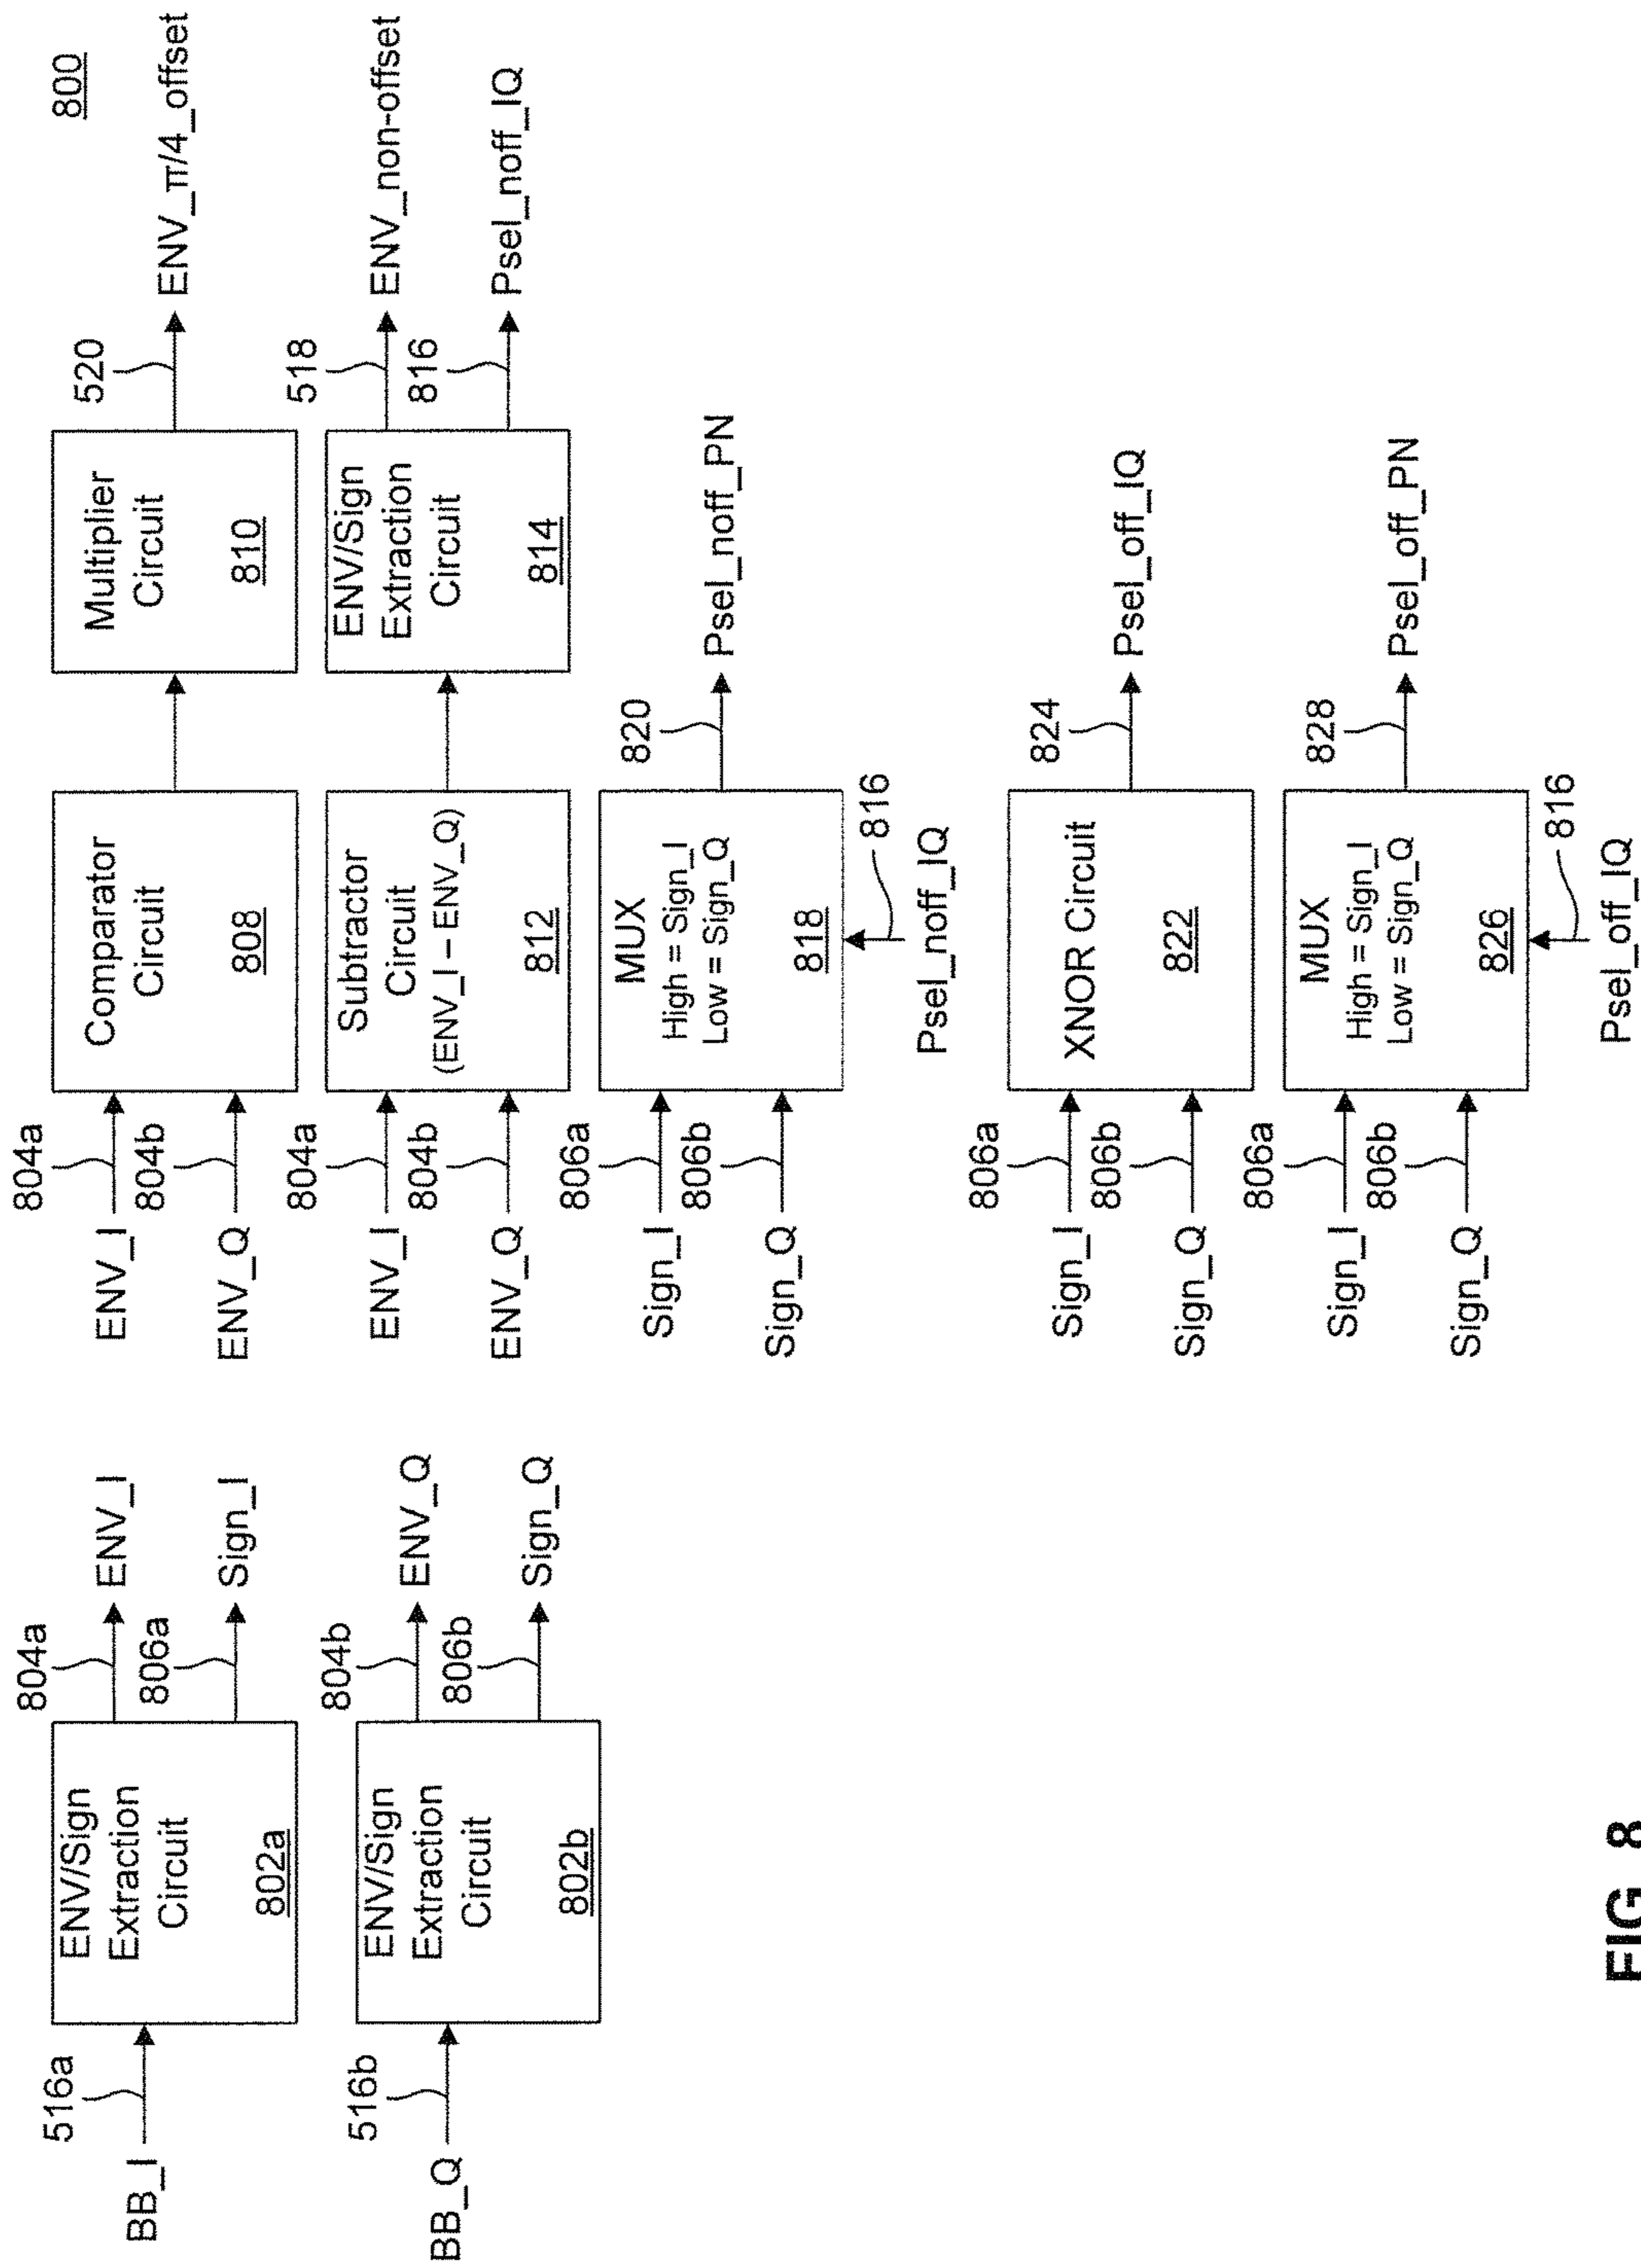 800
BB_I
516a
ENV/Sign
Extraction
Circuit
802a
804a
ENV_I
806a
Sign_I
BB_Q
516b
ENV/Sign
Extraction
Circuit
802b
804b
ENV_Q
806b
Sign_Q
804a
ENV_I
804b
ENV_Q
Comparator
Circuit
808
Multiplier
Circuit
810
520
ENV_π/4_offset
804a
ENV_I
804b
ENV_Q
Subtractor
Circuit
(ENV_I – ENV_Q)
812
ENV/Sign
Extraction
Circuit
814
518
ENV_non-offset
816
Psel_noff_IQ
806a
Sign_I
806b
Sign_Q
MUX
High = Sign_I
Low = Sign_Q
818
820
Psel_noff_PN
816
Psel_noff_IQ
806a
Sign_I
806b
Sign_Q
XNOR Circuit
822
824
Psel_off_IQ
806a
Sign_I
806b
Sign_Q
MUX
High = Sign_I
Low = Sign_Q
826
828
Psel_off_PN
816
Psel_off_IQ
FIG. 8